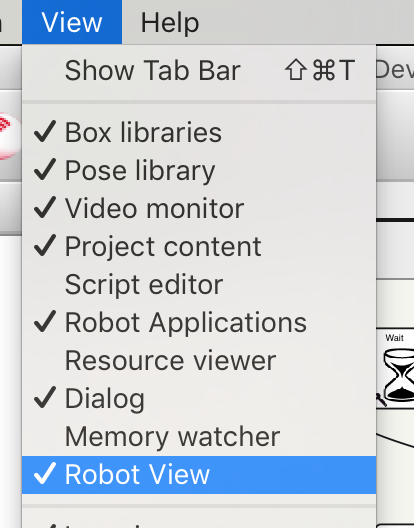 View Help
Show Tab Bar ⇧⌘T
Dev
✓ Box libraries
✓ Pose library
✓ Video monitor
✓ Project content
Script editor
✓ Robot Applications
Wait
Resource viewer
✓ Dialog
Memory watcher
✓ Robot View